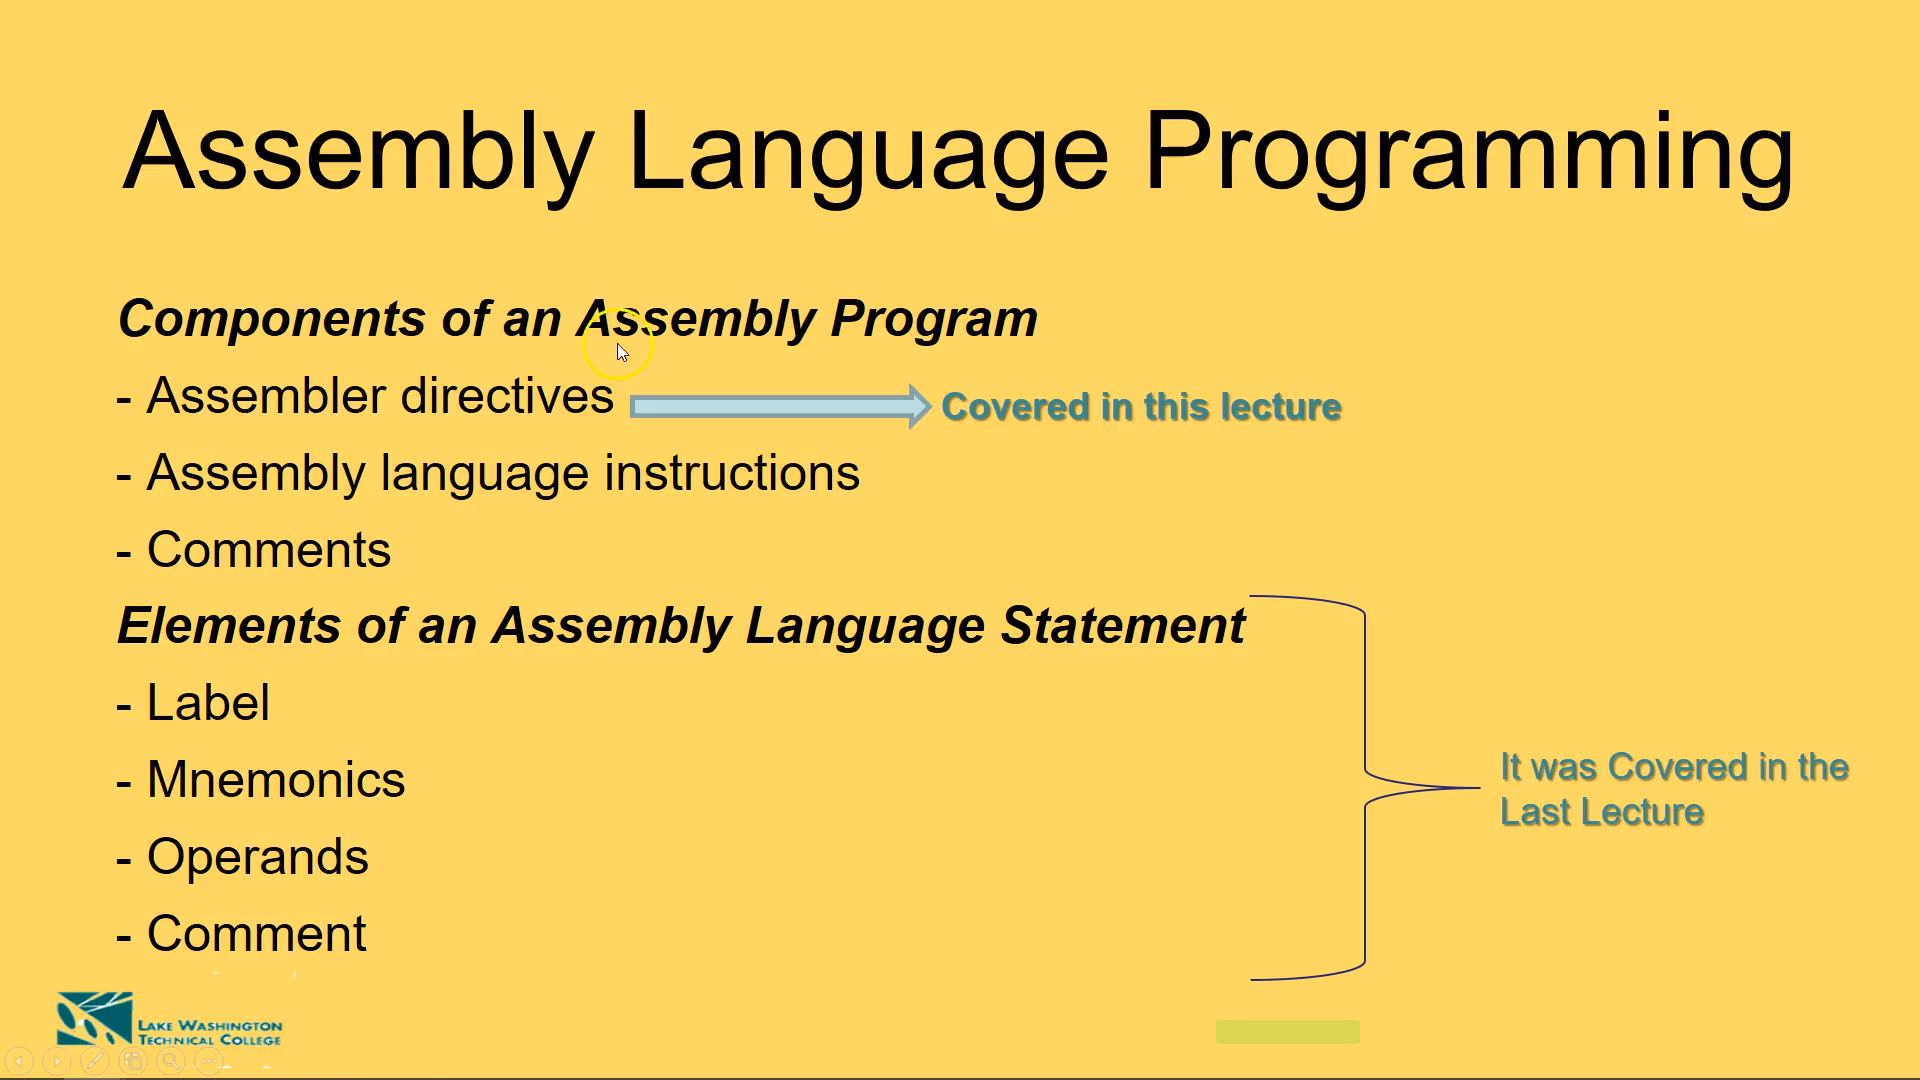 Assembly Language Programming
Components of an Assembly Program
- Assembler directives
Covered in this lecture
- Assembly language instructions
- Comments
Elements of an Assembly Language Statement
- Label
- Mnemonics
- Operands
- Comment
It was Covered in the
Last Lecture
LAKE WASHINGTON
TECHNICAL COLLEGE